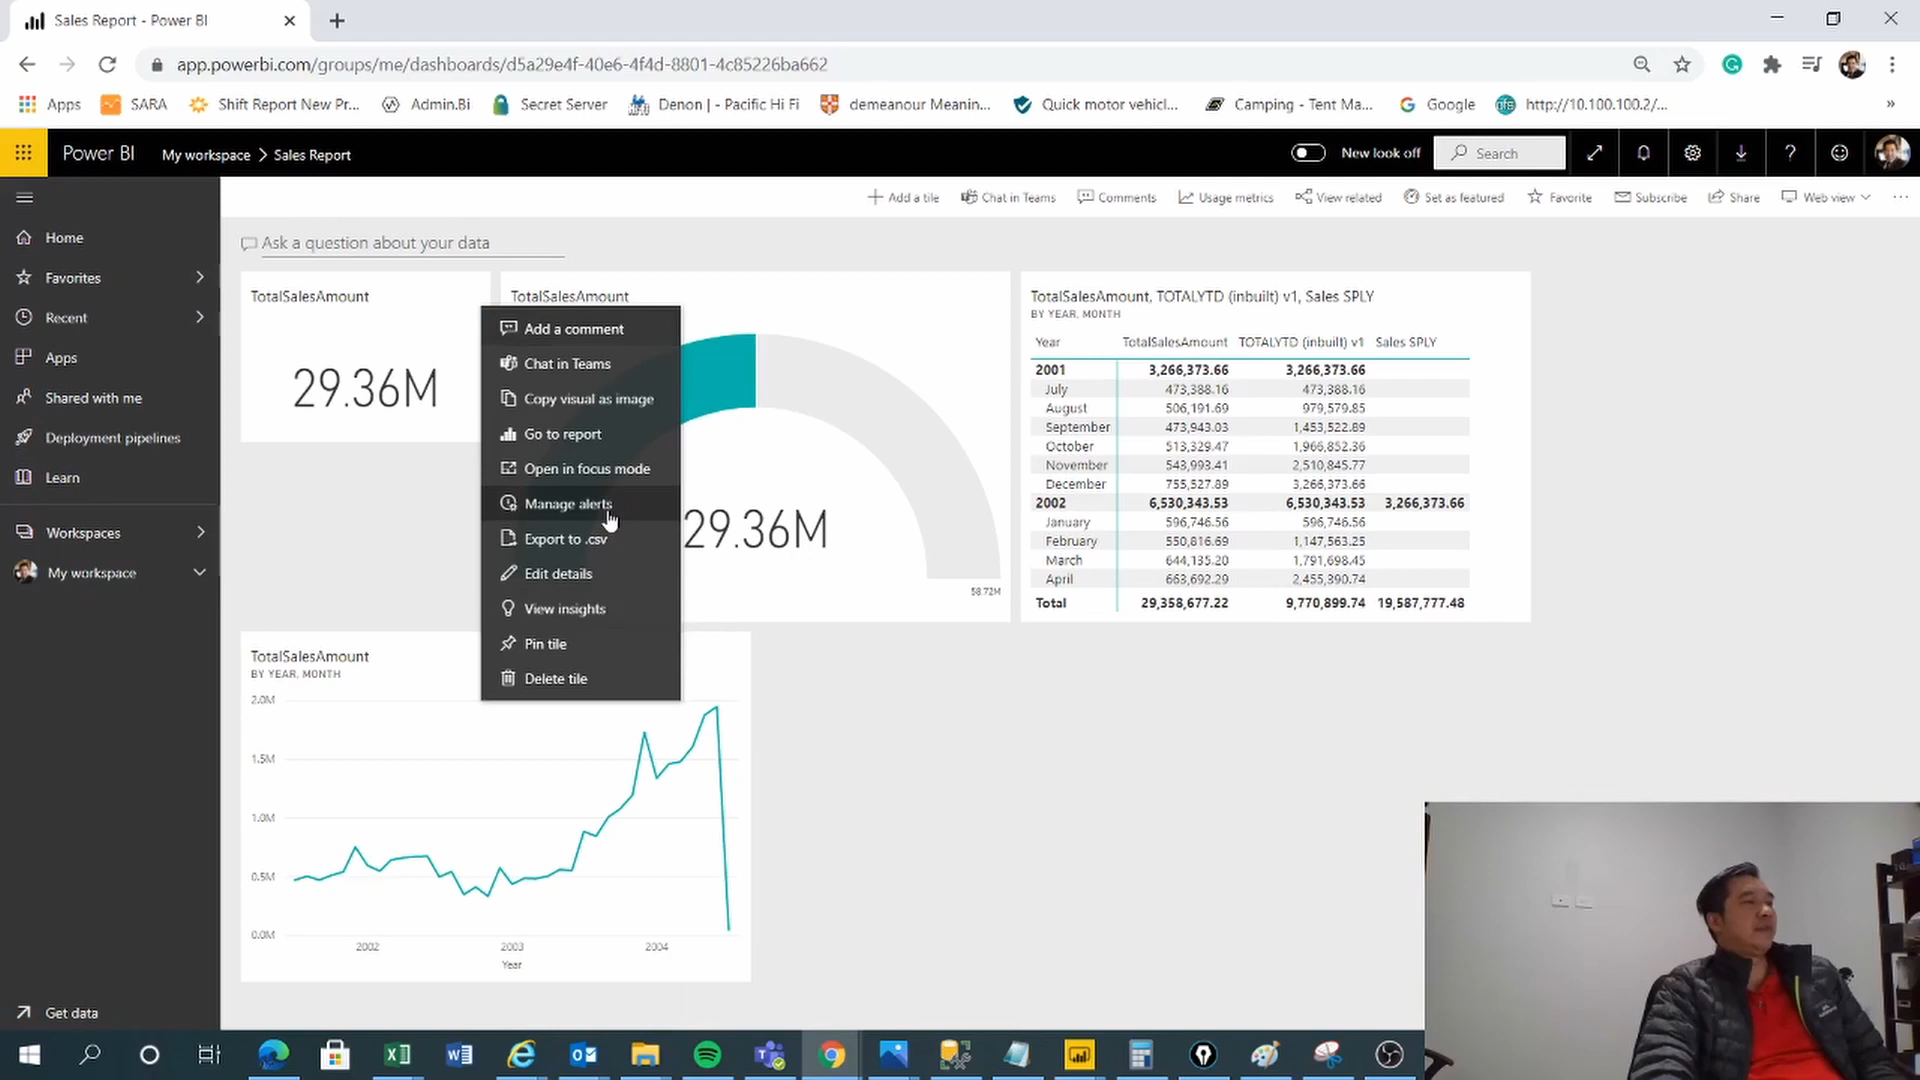 Sales Report - Power BI
app.powerbi.com/groups/me/dashboards/d5a29e4f-40e6-4f4d-8801-4c85226ba662
Apps SARA Shift Report New Pr... Admin.Bi Secret Server Denon | - Pacific Hi Fi demeanour Meanin... Quick motor vehicl... Camping - Tent Ma... Google http://10.100.100.2/... »
Power BI My workspace > Sales Report New look off Search
Add a tile Chat in Teams Comments Usage metrics View related Set as featured Favorite Subscribe Share Web view ...
Home
Favorites
Recent
Apps
Shared with me
Deployment pipelines
Learn
Workspaces
My workspace
Get data
Ask a question about your data
TotalSalesAmount
29.36M
TotalSalesAmount
29.36M
58.72M
Add a comment
Chat in Teams
Copy visual as image
Go to report
Open in focus mode
Manage alerts
Export to .csv
Edit details
View insights
Pin tile
Delete tile
TotalSalesAmount, TOTALYTD (inbuilt) v1, Sales SPLY
BY YEAR, MONTH
Year TotalSalesAmount TOTALYTD (inbuilt) v1 Sales SPLY
2001 3,266,373.66 3,266,373.66
July 473,388.16 473,388.16
August 506,191.69 979,579.85
September 473,943.03 1,453,522.89
October 513,329.47 1,966,852.36
November 543,993.41 2,510,845.77
December 755,527.89 3,266,373.66
2002 6,530,343.53 6,530,343.53 3,266,373.66
January 596,746.56 596,746.56
February 550,816.69 1,147,563.25
March 644,135.20 1,791,698.45
April 663,692.29 2,455,390.74
Total 29,358,677.22 9,770,899.74 19,587,777.48
TotalSalesAmount
BY YEAR, MONTH
2.0M
1.5M
1.0M
0.5M
0.0M
2002 2003 2004
Year